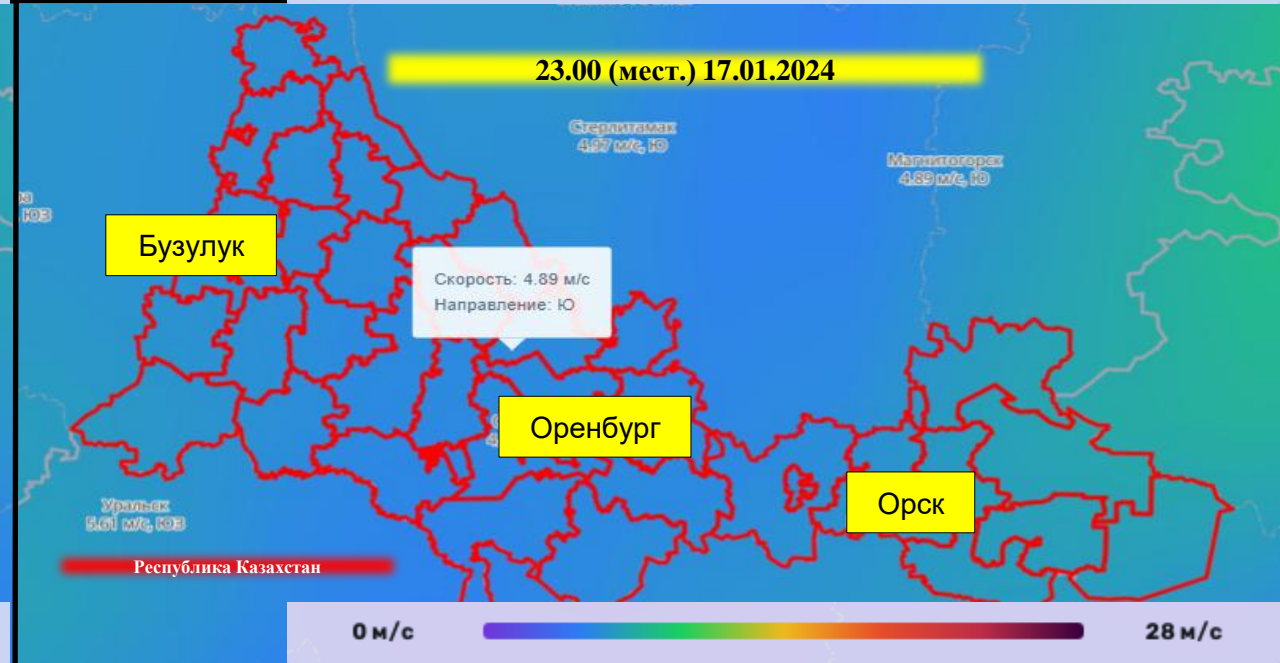 23.00 (мест.) 17.01.2024
Стерлитамак
4.97 м/с, Ю
Магнитогорск
4.89 м/с, Ю
ЮЗ
Бузулук
Скорость: 4.89 м/с
Направление: Ю
Оренбург
Орск
Уральск
5.61 м/с, ЮЗ
Республика Казахстан
0 м/с
28 м/с